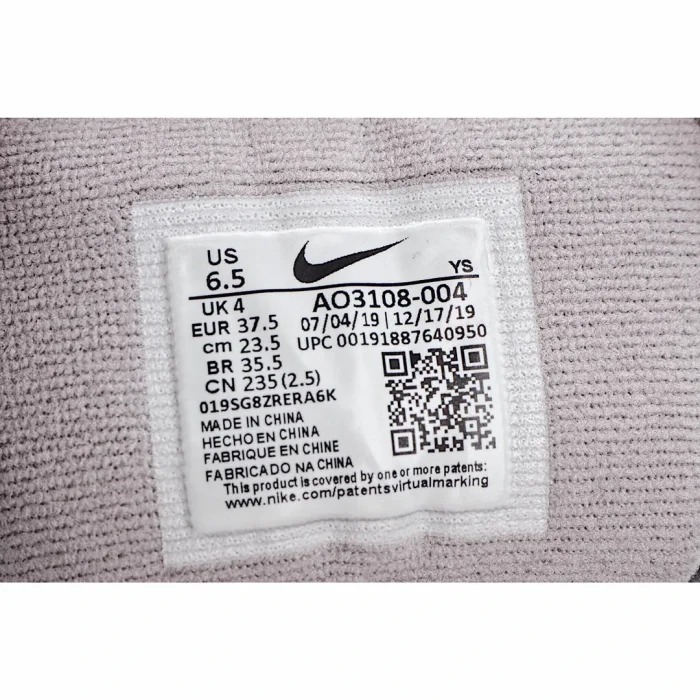 US
6.5
YS
UK 4
EUR 37.5
cm 23.5
BR 35.5
CN 235 (2.5)
AO3108-004
07/04/19 | 12/17/19
UPC 00191887640950
019SG8ZRERA6K
MADE IN CHINA
HECHO EN CHINA
FABRIQUE EN CHINE
FABRICADO NA CHINA
This product is covered by one or more patents:
www.nike.com/patentsvirtualmarking